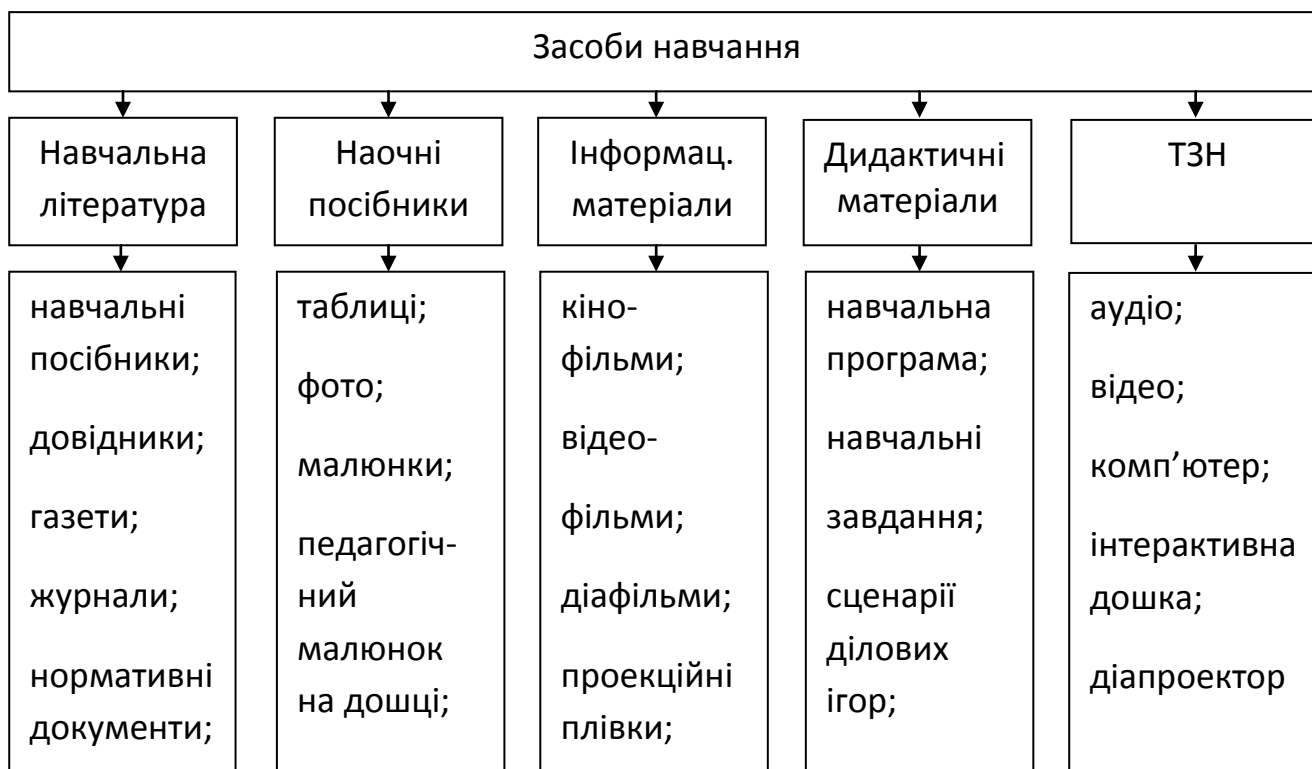 Засоби навчання
Навчальна
література
Наочні
посібники
Інформац.
матеріали
Дидактичні
матеріали
ТЗН
навчальні
посібники;
довідники;
газети;
журнали;
нормативні
документи;
таблиці;
фото;
малюнки;
педагогіч-
ний
малюнок
на дошці;
кіно-
фільми;
відео-
фільми;
діафільми;
проекційні
плівки;
навчальна
програма;
навчальні
завдання;
сценарії
ділових
ігор;
аудіо;
відео;
комп’ютер;
інтерактивна
дошка;
діапроектор